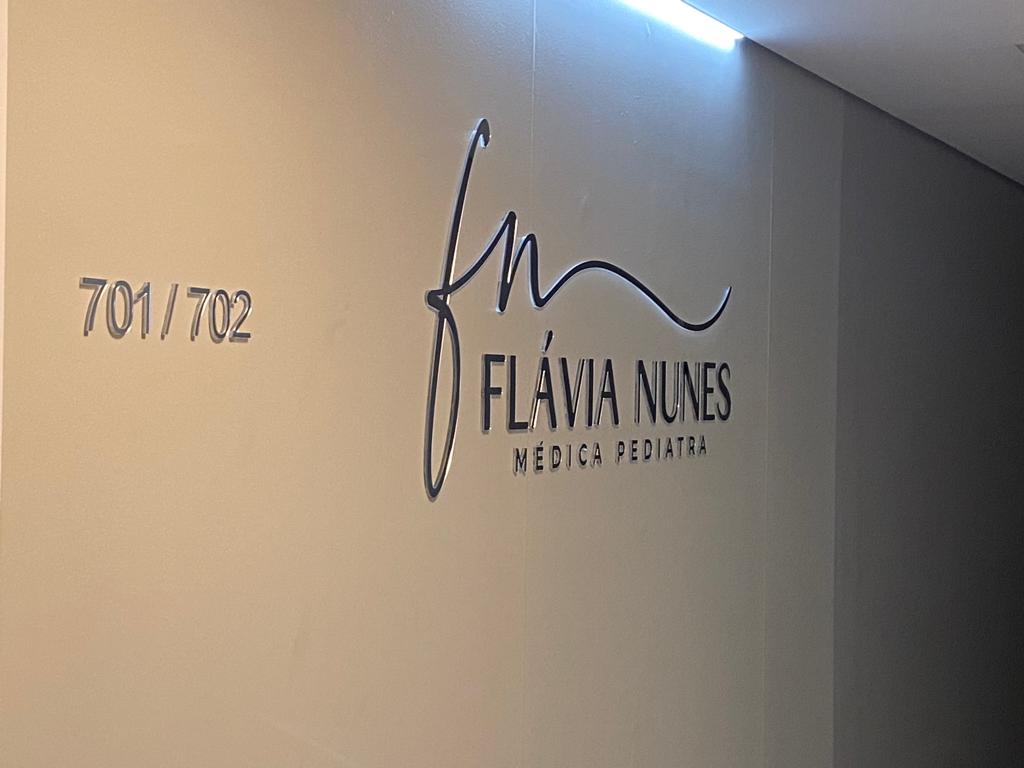 701 / 702
fn
FLÁVIA NUNES
MÉDICA PEDIATRA